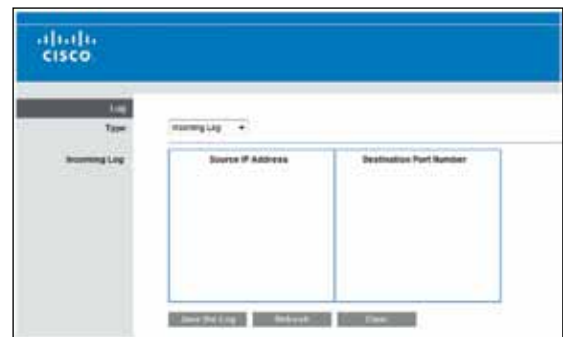 CISCO
Log
Type
Incoming Log
Incoming Log
Source IP Address
Destination Port Number
Save the Log
Refresh
Clear